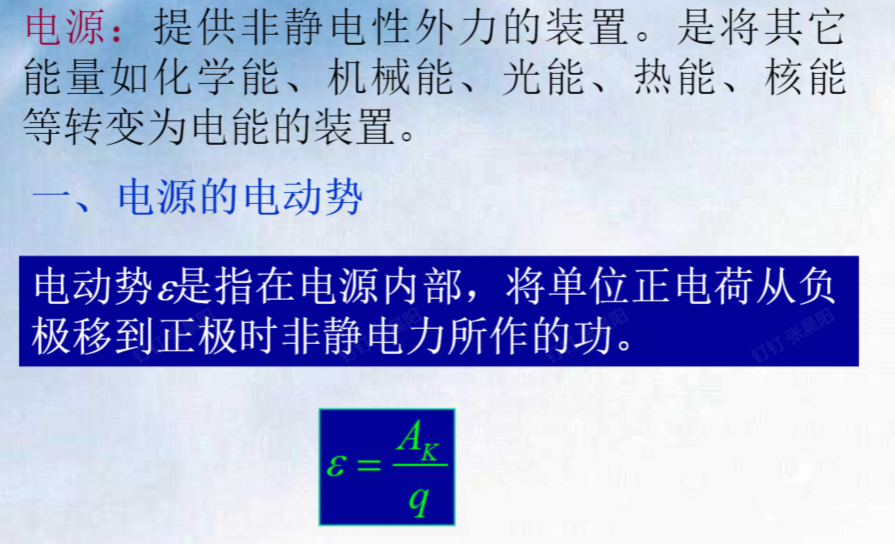 电源：提供非静电性外力的装置。是将其它
能量如化学能、机械能、光能、热能、核能
等转变为电能的装置。
一、电源的电动势
电动势ε是指在电源内部，将单位正电荷从负
极移到正极时非静电力所作的功。
钉钉 张晨阳
ε = A_K / q